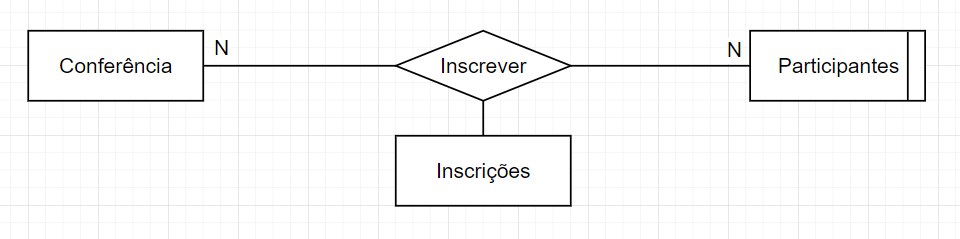 Conferência
N
Inscrever
N
Participantes
Inscrições